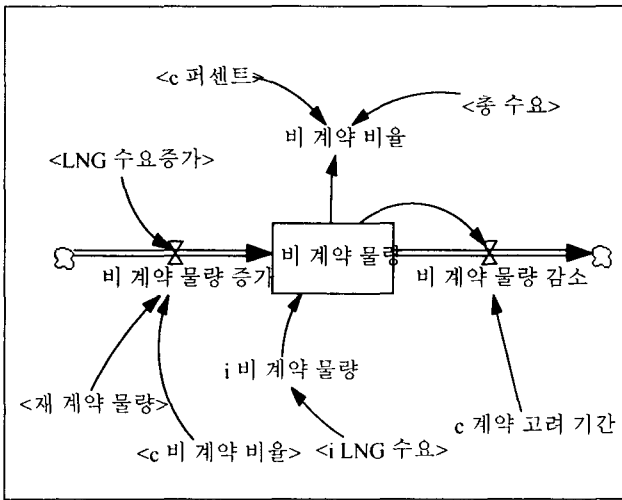 <c 퍼센트>
<총 수요>
비 계약 비율
<LNG 수요증가>
비 계약 물량
비 계약 물량 증가
비 계약 물량 감소
i 비 계약 물량
<재 계약 물량>
c 계약 고려 기간
<c 비 계약 비율>
<i LNG 수요>